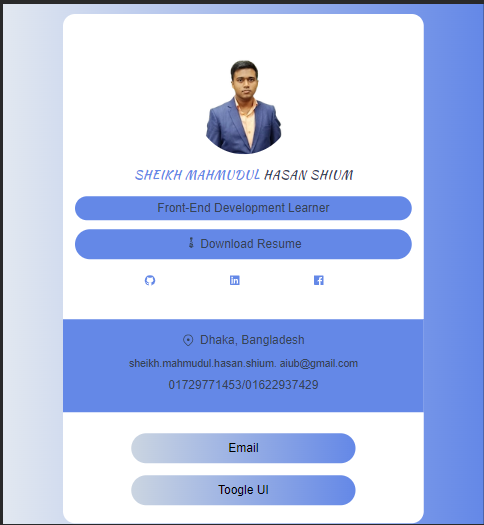 SHEIKH MAHMUDUL HASAN SHIUM
Front-End Development Learner
Download Resume
Dhaka, Bangladesh
sheikh.mahmudul.hasan.shium. aiub@gmail.com
01729771453/01622937429
Email
Toogle UI